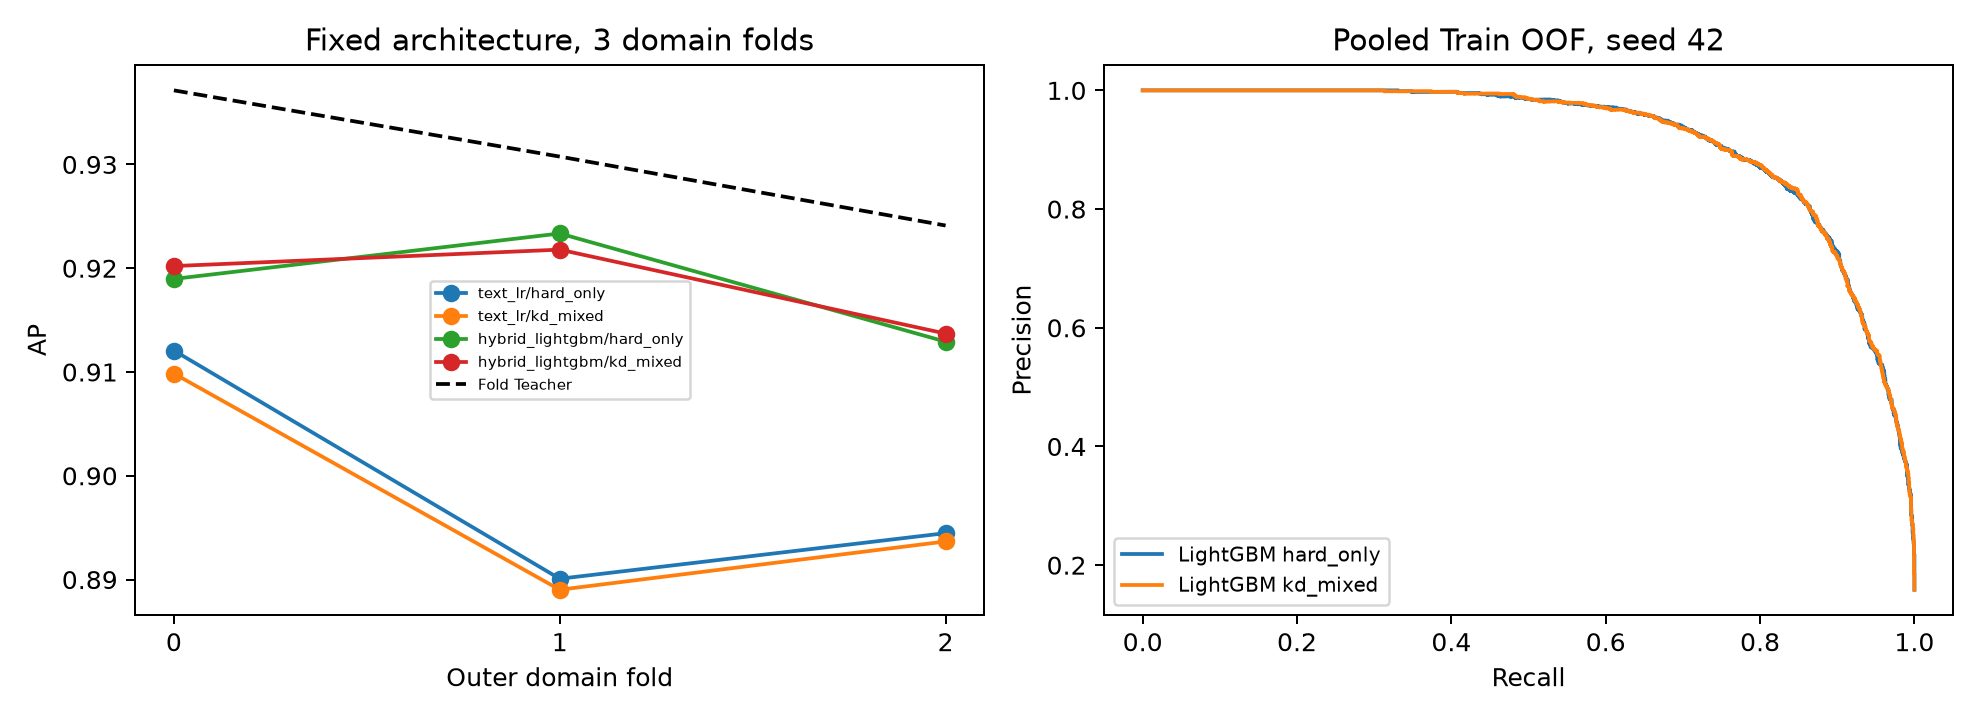 Fixed architecture, 3 domain folds
AP
0.93
0.92
0.91
0.90
0.89
text_lr/hard_only
text_lr/kd_mixed
hybrid_lightgbm/hard_only
hybrid_lightgbm/kd_mixed
Fold Teacher
0 1 2
Outer domain fold
Pooled Train OOF, seed 42
Precision
1.0
0.8
0.6
0.4
0.2
LightGBM hard_only
LightGBM kd_mixed
0.0 0.2 0.4 0.6 0.8 1.0
Recall